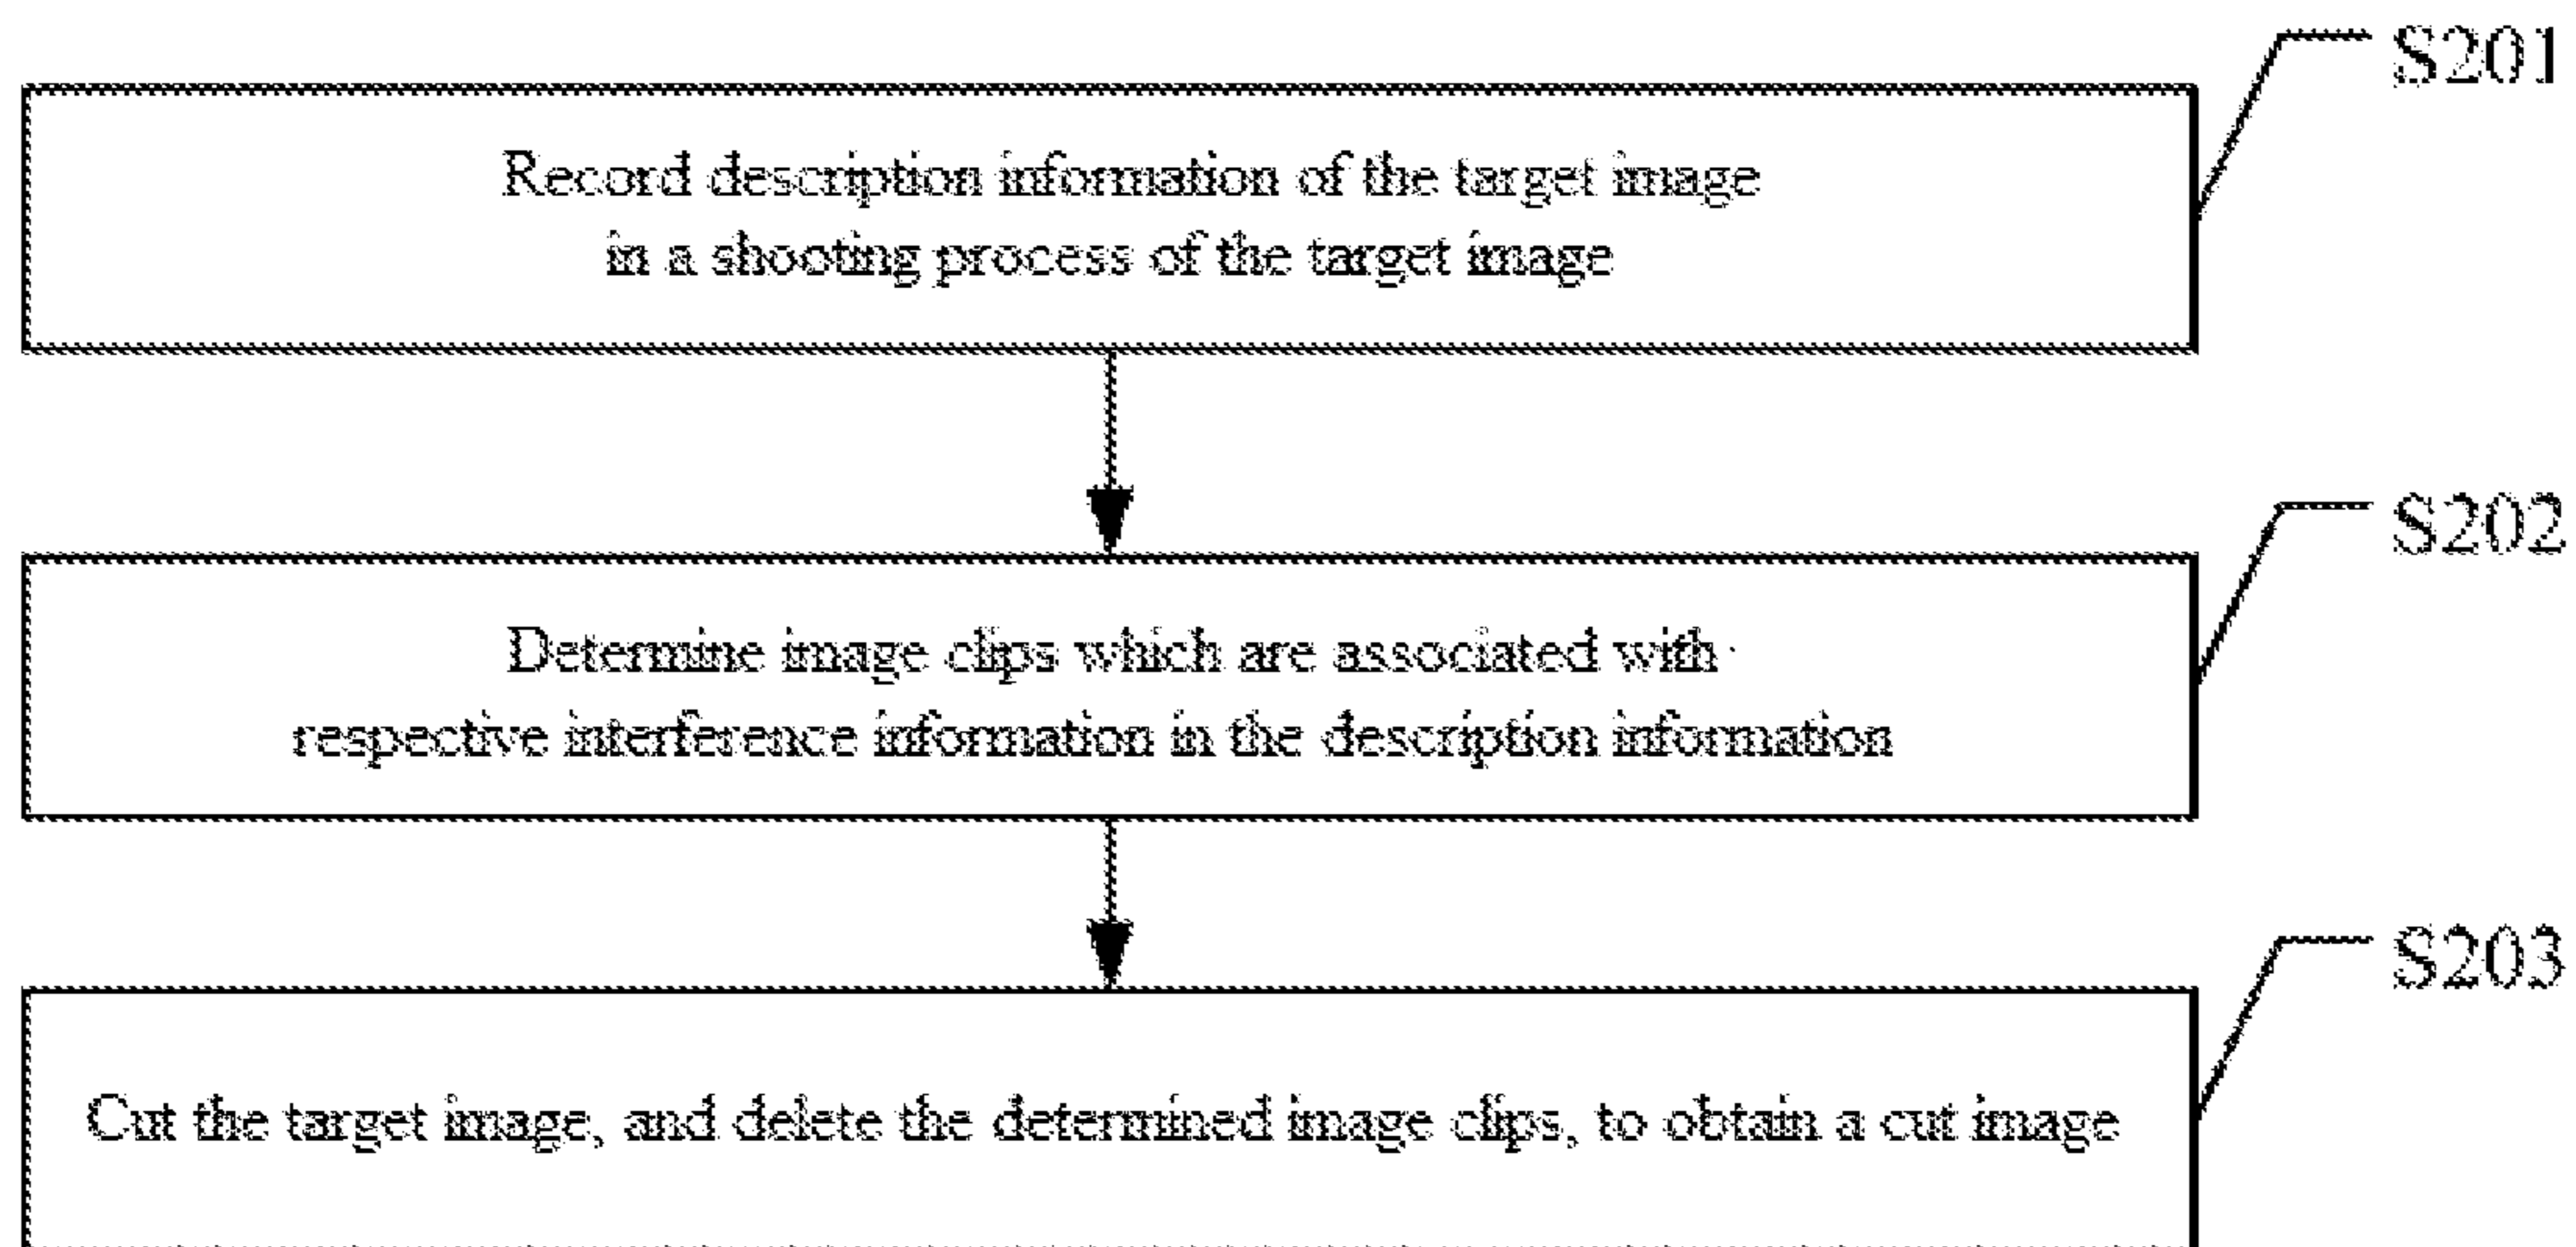 S201
Record description information of the target image
in a shooting process of the target image
S202
Determine image clips which are associated with
respective interference information in the description information
S203
Cut the target image, and delete the determined image clips, to obtain a cut image